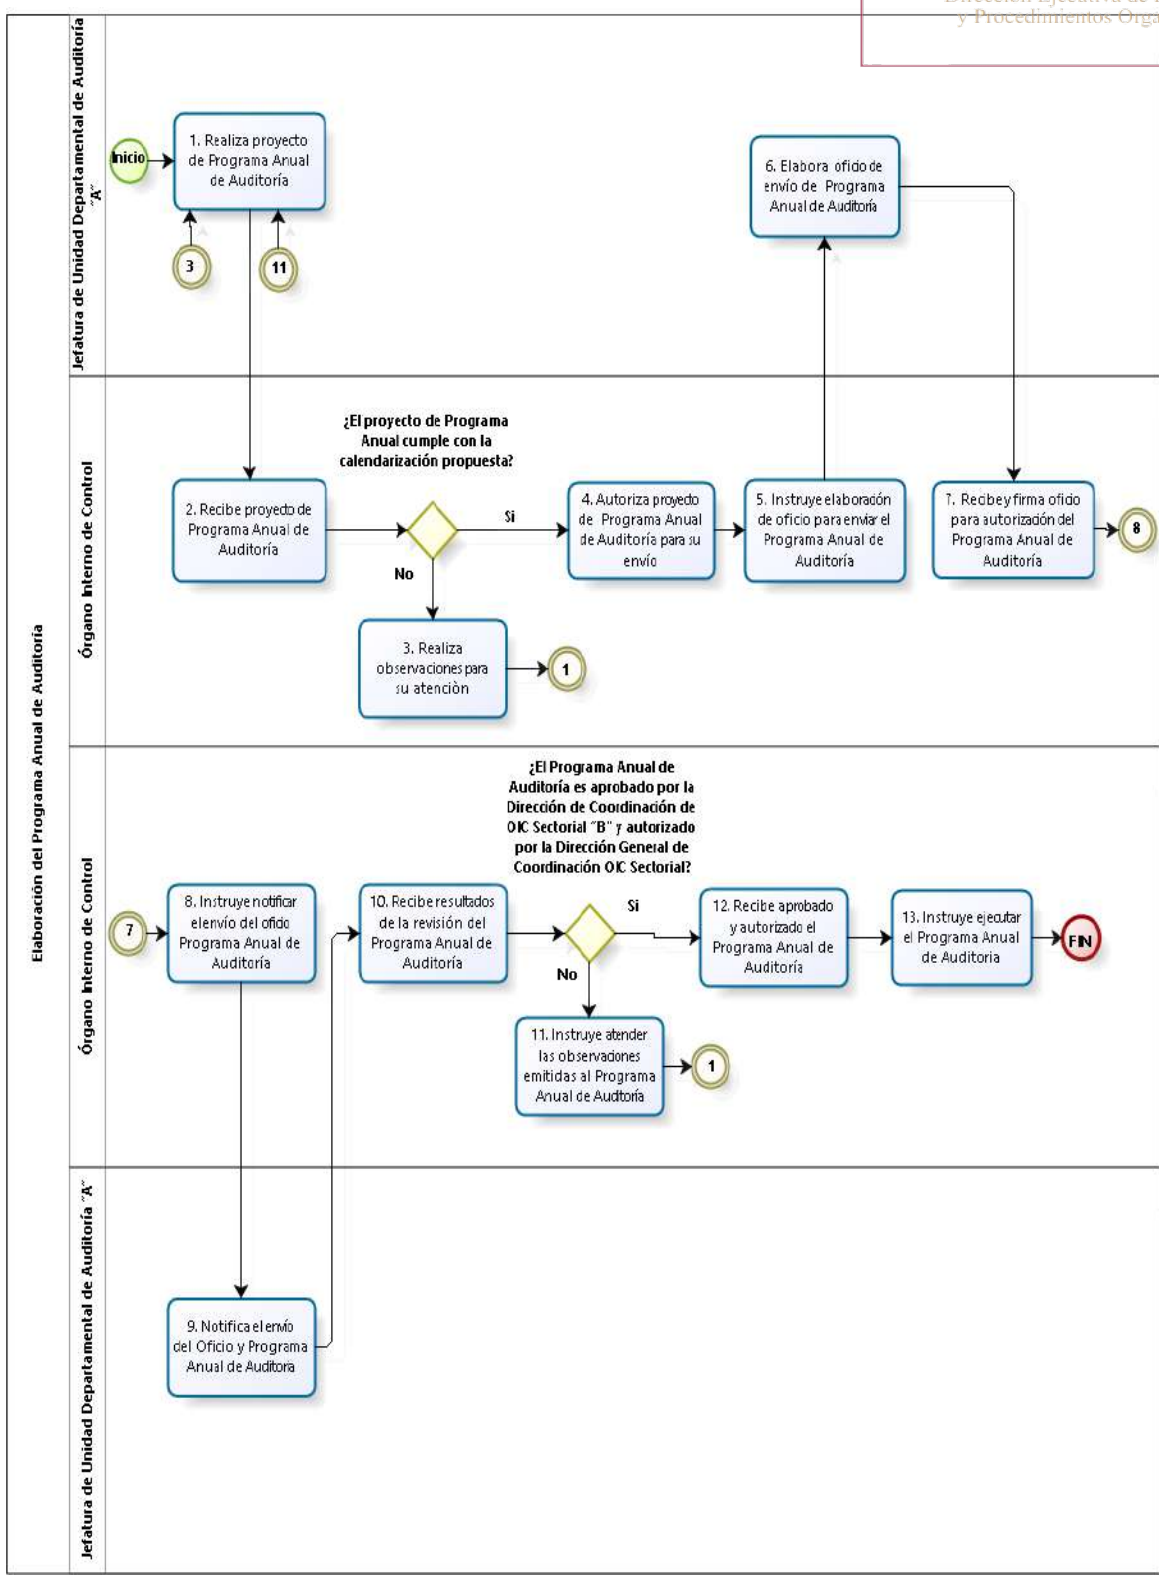 y Procedimientos Orga
Elaboración del Programa Anual de Auditoría
Jefatura de Unidad Departamental de Auditoría
"A"
Inicio
1. Realiza proyecto
de Programa Anual
de Auditoría
3
11
6. Elabora oficio de
envío de Programa
Anual de Auditoría
Órgano Interno de Control
¿El proyecto de Programa
Anual cumple con la
calendarización propuesta?
2. Recibe proyecto de
Programa Anual de
Auditoría
Si
No
4. Autoriza proyecto
de Programa Anual
de Auditoría para su
envío
5. Instruye elaboración
de oficio para enviar el
Programa Anual de
Auditoría
7. Recibe y firma oficio
para autorización del
Programa Anual de
Auditoría
8
3. Realiza
observaciones para
su atenciòn
1
Órgano Interno de Control
¿El Programa Anual de
Auditoría es aprobado por la
Dirección de Coordinación de
OIC Sectorial "B" y autorizado
por la Dirección General de
Coordinación OIC Sectorial?
7
8. Instruye notificar
el envío del oficio
Programa Anual de
Auditoría
10. Recibe resultados
de la revisión del
Programa Anual de
Auditoría
Si
No
12. Recibe aprobado
y autorizado el
Programa Anual de
Auditoría
13. Instruye ejecutar
el Programa Anual
de Auditoria
FIN
11. Instruye atender
las observaciones
emitidas al Programa
Anual de Auditoría
1
Jefatura de Unidad Departamental de Auditoría "A"
9. Notifica el envío
del Oficio y Programa
Anual de Auditoria